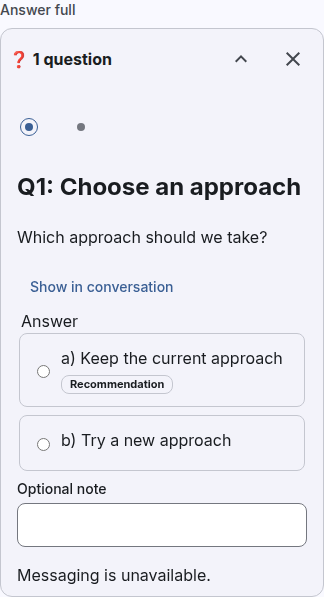 Answer full
❓ 1 question
Q1: Choose an approach
Which approach should we take?
Show in conversation
Answer
a) Keep the current approach
Recommendation
b) Try a new approach
Optional note
Messaging is unavailable.